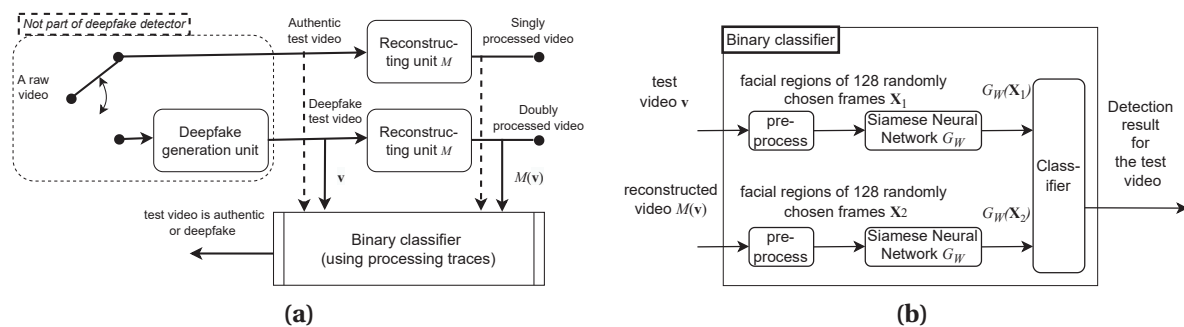 Not part of deepfake detector
A raw
video
Authentic
test video
Reconstruc-
ting unit M
Singly
processed video
Deepfake
generation unit
Deepfake
test video
Reconstruc-
ting unit M
Doubly
processed video
v
M(v)
test video is authentic
or deepfake
Binary classifier
(using processing traces)
(a)
Binary classifier
test
video v
facial regions of 128 randomly
chosen frames X1
pre-
process
Siamese Neural
Network GW
GW(X1)
reconstructed
video M(v)
facial regions of 128 randomly
chosen frames X2
pre-
process
Siamese Neural
Network GW
GW(X2)
Class-
ifier
Detection
result
for
the test
video
(b)